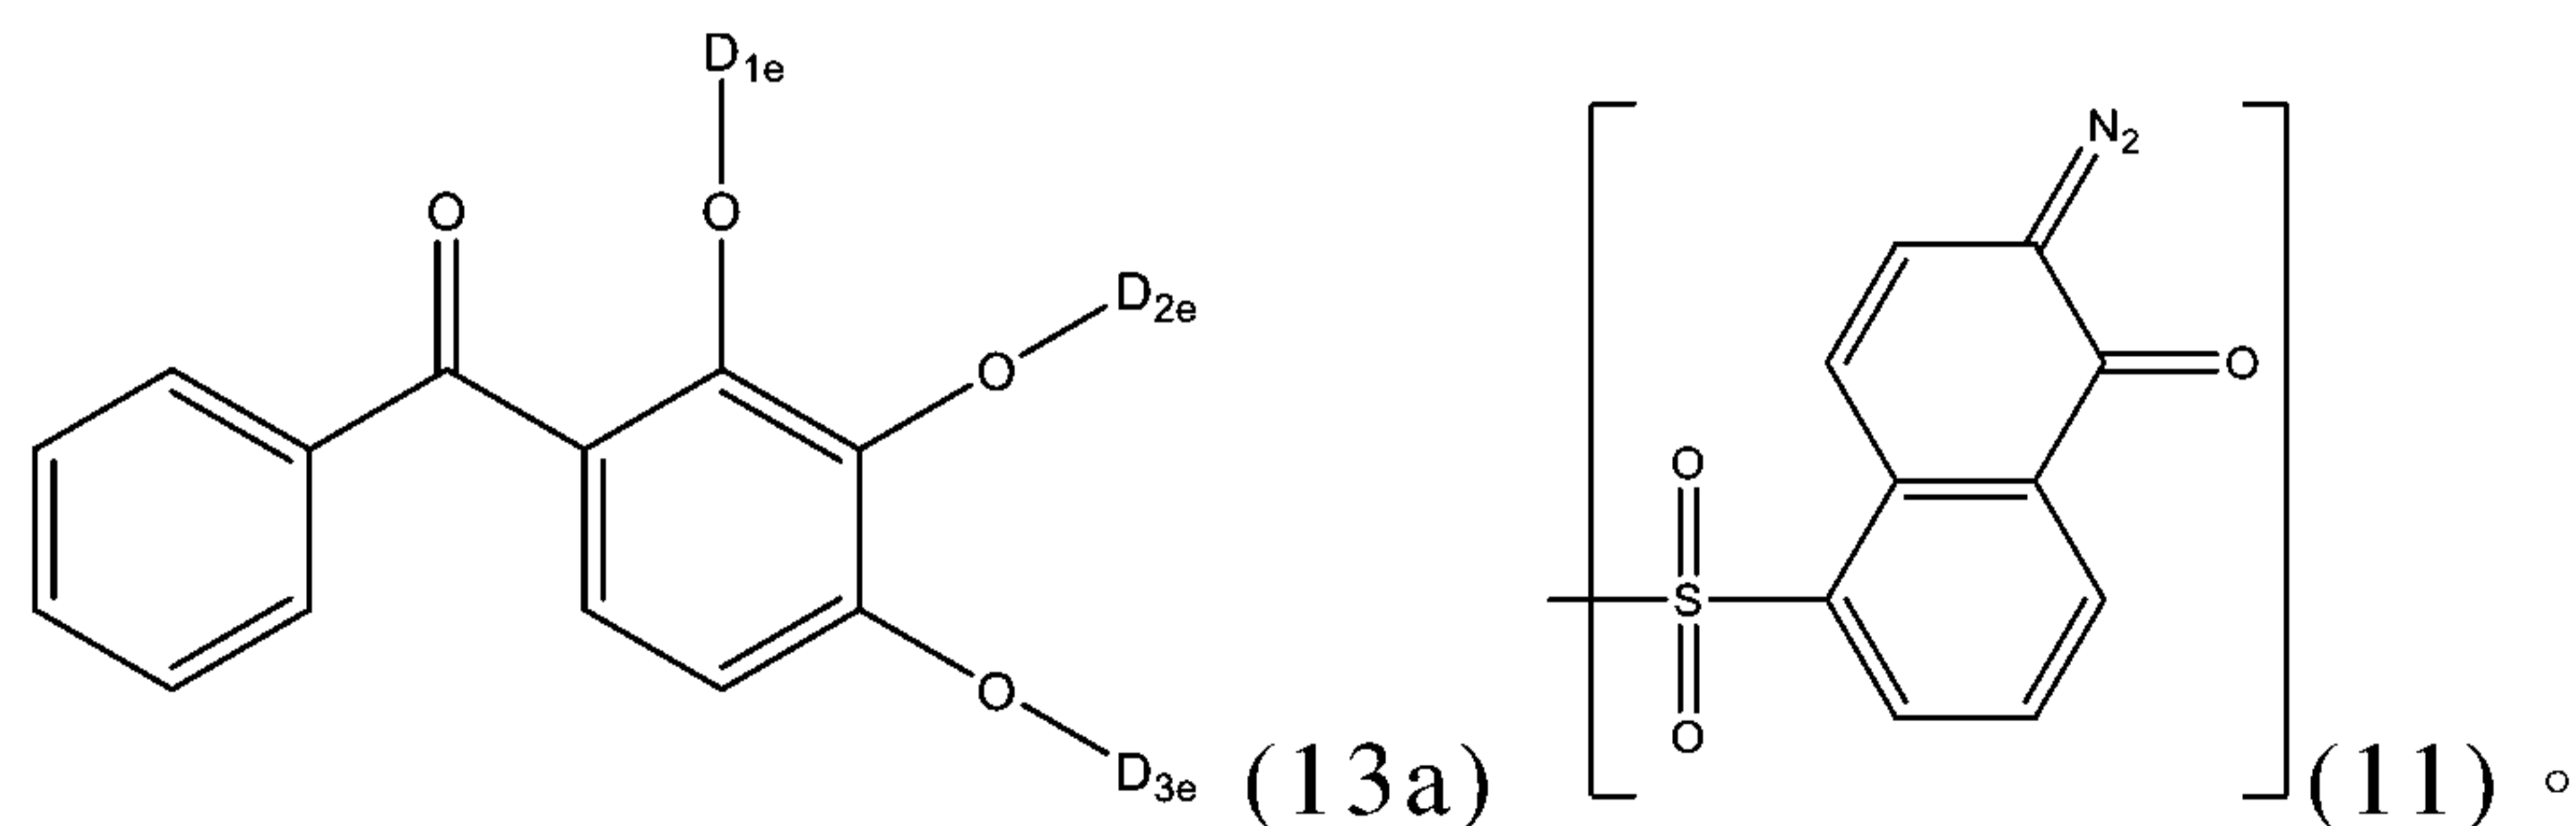 D1e
O O D2e
O
D3e (13a)
N2
O
O
S
O (11) 。